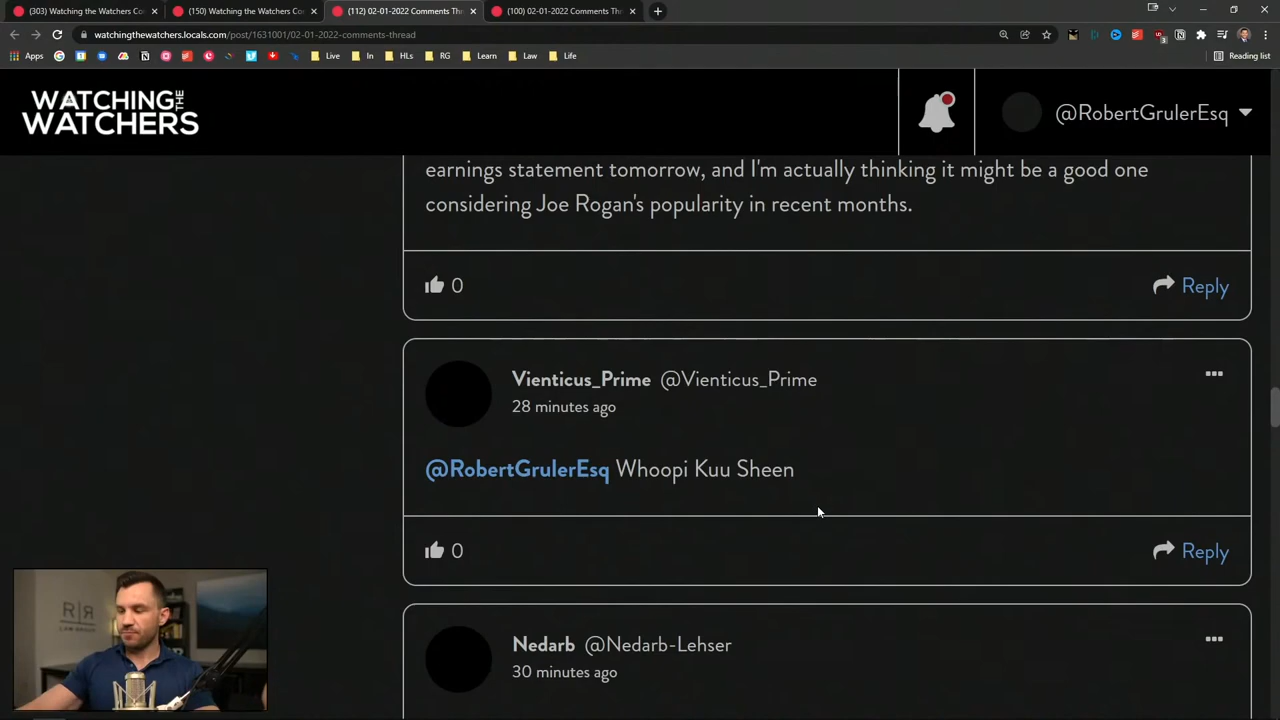 (303) Watching the Watchers Co
(150) Watching the Watchers Co
(112) 02-01-2022 Comments Thr
(100) 02-01-2022 Comments Thr
watchingthewatchers.locals.com/post/1631001/02-01-2022-comments-thread
Apps
Live
In
HLs
RG
Learn
Law
Life
Reading list
WATCHING THE
WATCHERS
@RobertGrulerEsq
earnings statement tomorrow, and I'm actually thinking it might be a good one
considering Joe Rogan's popularity in recent months.
0
Reply
Vienticus_Prime @Vienticus_Prime
28 minutes ago
@RobertGrulerEsq Whoopi Kuu Sheen
0
Reply
Nedarb @Nedarb-Lehser
30 minutes ago
R R
LAW GROUP